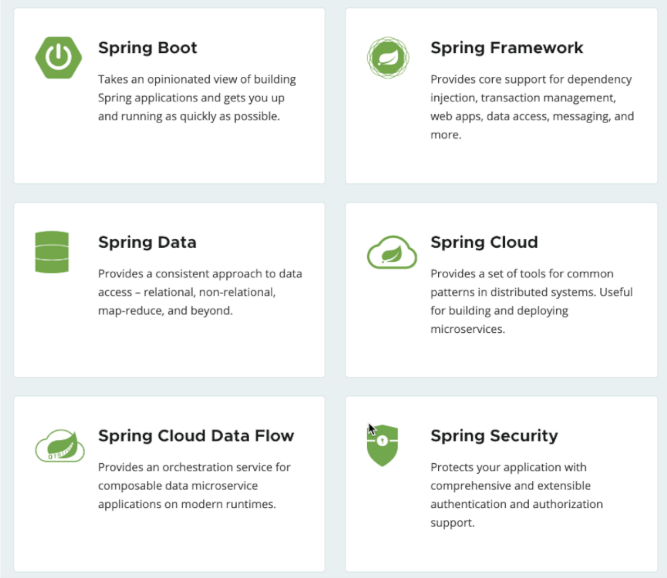 Spring Boot
Takes an opinionated view of building
Spring applications and gets you up
and running as quickly as possible.
Spring Framework
Provides core support for dependency
injection, transaction management,
web apps, data access, messaging, and
more.
Spring Data
Provides a consistent approach to data
access – relational, non-relational,
map-reduce, and beyond.
Spring Cloud
Provides a set of tools for common
patterns in distributed systems. Useful
for building and deploying
microservices.
Spring Cloud Data Flow
Provides an orchestration service for
composable data microservice
applications on modern runtimes.
Spring Security
Protects your application with
comprehensive and extensible
authentication and authorization
support.